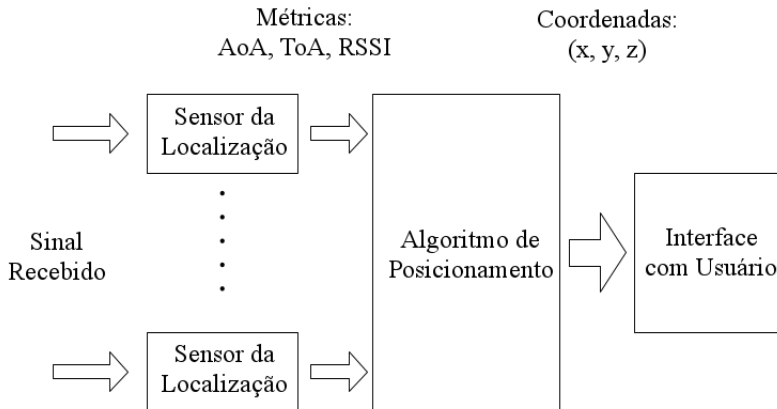 Métricas:
AoA, ToA, RSSI
Coordenadas:
(x, y, z)
Sensor da
Localização
Sinal
Recebido
Algoritmo de
Posicionamento
Interface
com Usuário
Sensor da
Localização